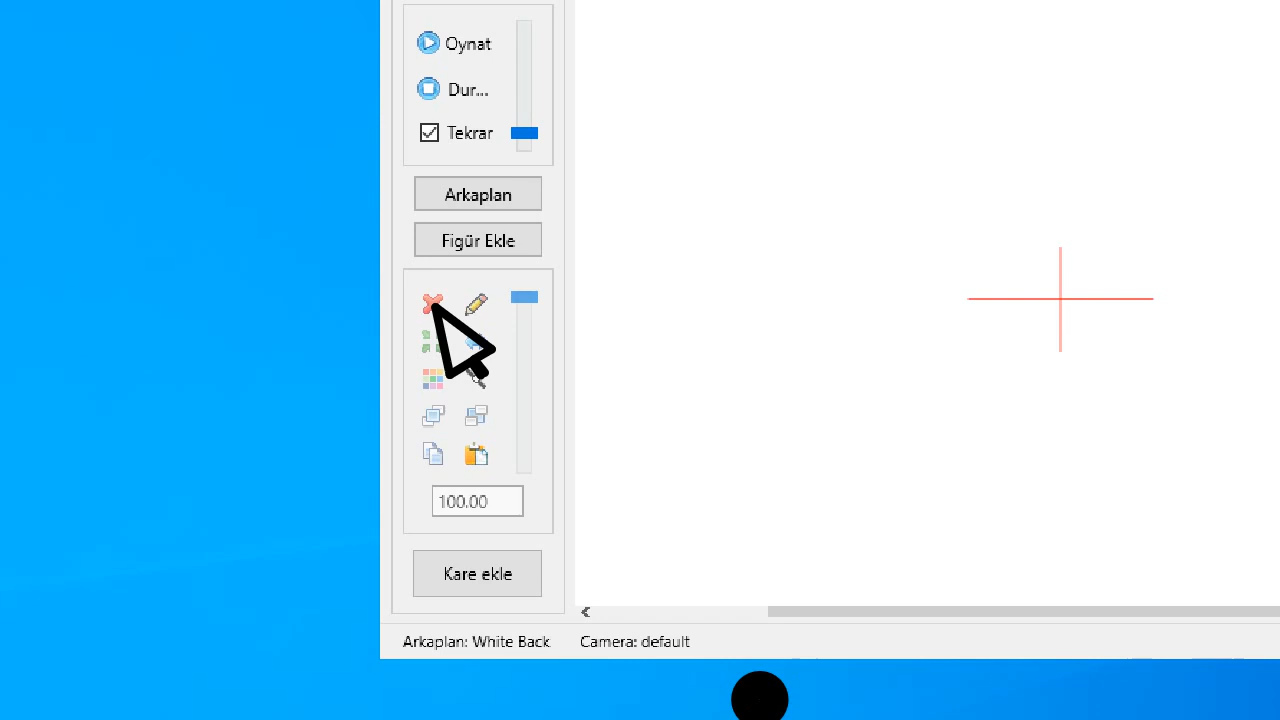 Oynat
Dur...
Tekrar
Arkaplan
Figür Ekle
100.00
Kare ekle
Arkaplan: White Back Camera: default